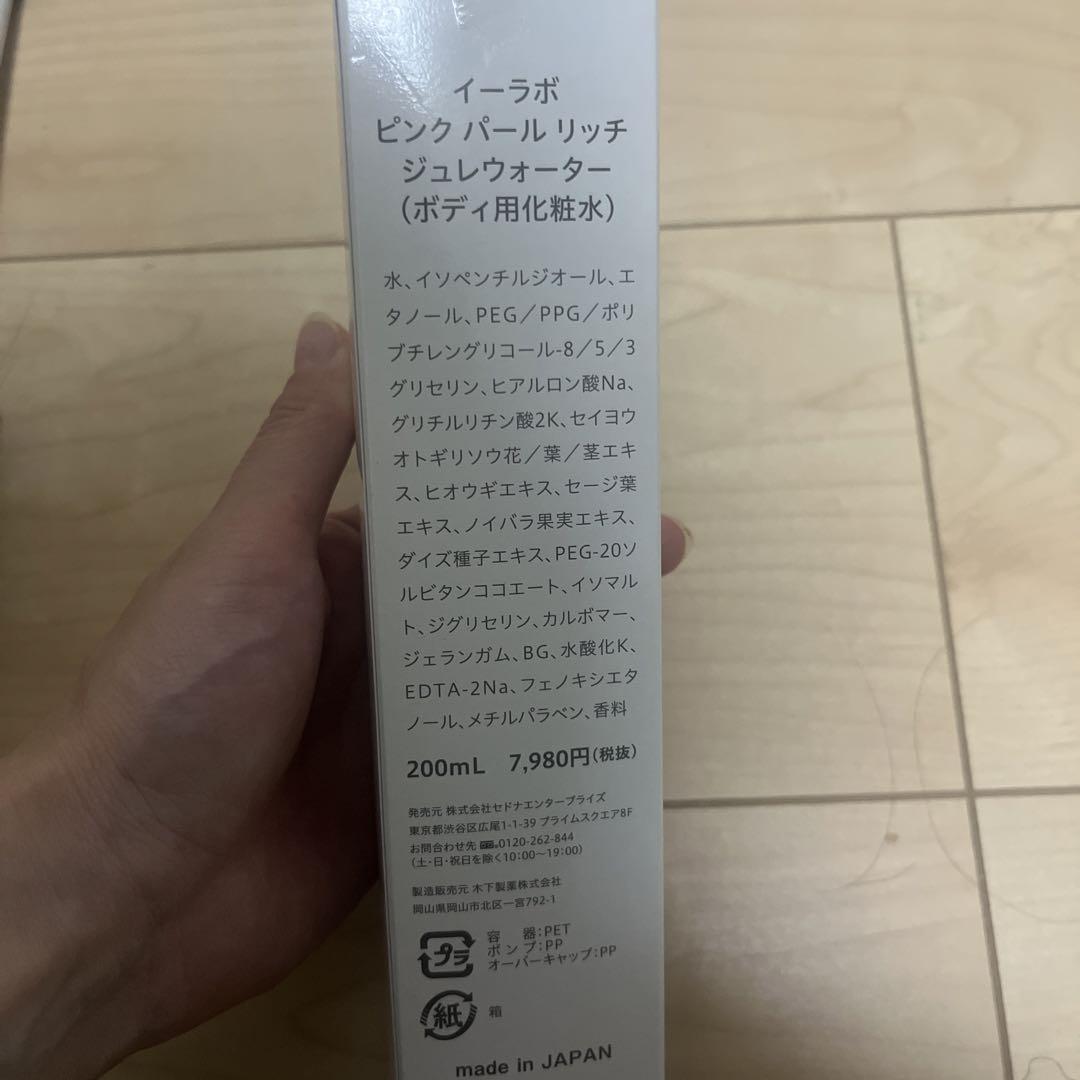 イーラボ
ピンク パール リッチ
ジュレウォーター
（ボディ用化粧水）
水、イソペンチルジオール、エ
タノール、PEG／PPG／ポリ
ブチレングリコール-8／5／3
グリセリン、ヒアルロン酸Na、
グリチルリチン酸2K、セイヨウ
オトギリソウ花／葉／茎エキ
ス、ヒオウギエキス、セージ葉
エキス、ノイバラ果実エキス、
ダイズ種子エキス、PEG-20ソ
ルビタンココエート、イソマル
ト、ジグリセリン、カルボマー、
ジェランガム、BG、水酸化K、
EDTA-2Na、フェノキシエタ
ノール、メチルパラベン、香料
200mL 7,980円（税抜）
発売元 株式会社セドナエンタープライズ
東京都渋谷区広尾1-1-39 プライムスクエア8F
お問合わせ先 0120-262-844
（土・日・祝日を除く10：00〜19：00）
製造販売元 木下製薬株式会社
岡山県岡山市北区一宮792-1
プラ
容 器：PET
ポンプ：PP
オーバーキャップ：PP
紙 箱
made in JAPAN